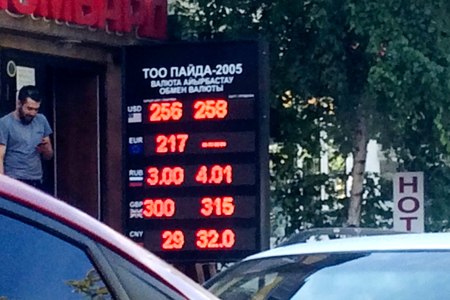 ЛОМБАРД
ТОО ПАЙДА-2005
ВАЛЮТА АЙЫРБАСТАУ
ОБМЕН ВАЛЮТЫ
USD 256 258
EUR 217 -.--
RUB 3.00 4.01
GBP 300 315
CNY 29 32.0
HOT